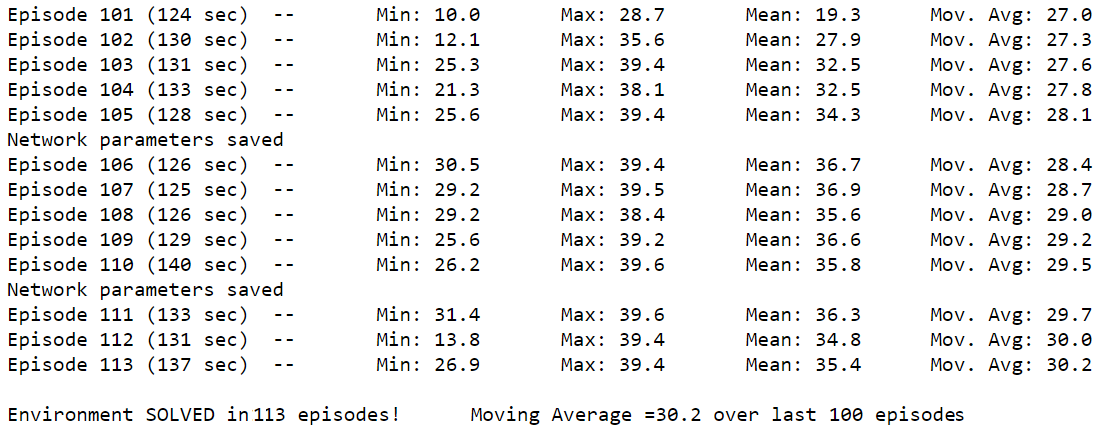 Episode 101 (124 sec)  --       Min: 10.0       Max: 28.7       Mean: 19.3      Mov. Avg: 27.0
Episode 102 (130 sec)  --       Min: 12.1       Max: 35.6       Mean: 27.9      Mov. Avg: 27.3
Episode 103 (131 sec)  --       Min: 25.3       Max: 39.4       Mean: 32.5      Mov. Avg: 27.6
Episode 104 (133 sec)  --       Min: 21.3       Max: 38.1       Mean: 32.5      Mov. Avg: 27.8
Episode 105 (128 sec)  --       Min: 25.6       Max: 39.4       Mean: 34.3      Mov. Avg: 28.1
Network parameters saved
Episode 106 (126 sec)  --       Min: 30.5       Max: 39.4       Mean: 36.7      Mov. Avg: 28.4
Episode 107 (125 sec)  --       Min: 29.2       Max: 39.5       Mean: 36.9      Mov. Avg: 28.7
Episode 108 (126 sec)  --       Min: 29.2       Max: 38.4       Mean: 35.6      Mov. Avg: 29.0
Episode 109 (129 sec)  --       Min: 25.6       Max: 39.2       Mean: 36.6      Mov. Avg: 29.2
Episode 110 (140 sec)  --       Min: 26.2       Max: 39.6       Mean: 35.8      Mov. Avg: 29.5
Network parameters saved
Episode 111 (133 sec)  --       Min: 31.4       Max: 39.6       Mean: 36.3      Mov. Avg: 29.7
Episode 112 (131 sec)  --       Min: 13.8       Max: 39.4       Mean: 34.8      Mov. Avg: 30.0
Episode 113 (137 sec)  --       Min: 26.9       Max: 39.4       Mean: 35.4      Mov. Avg: 30.2
Environment SOLVED in 113 episodes!     Moving Average =30.2 over last 100 episodes